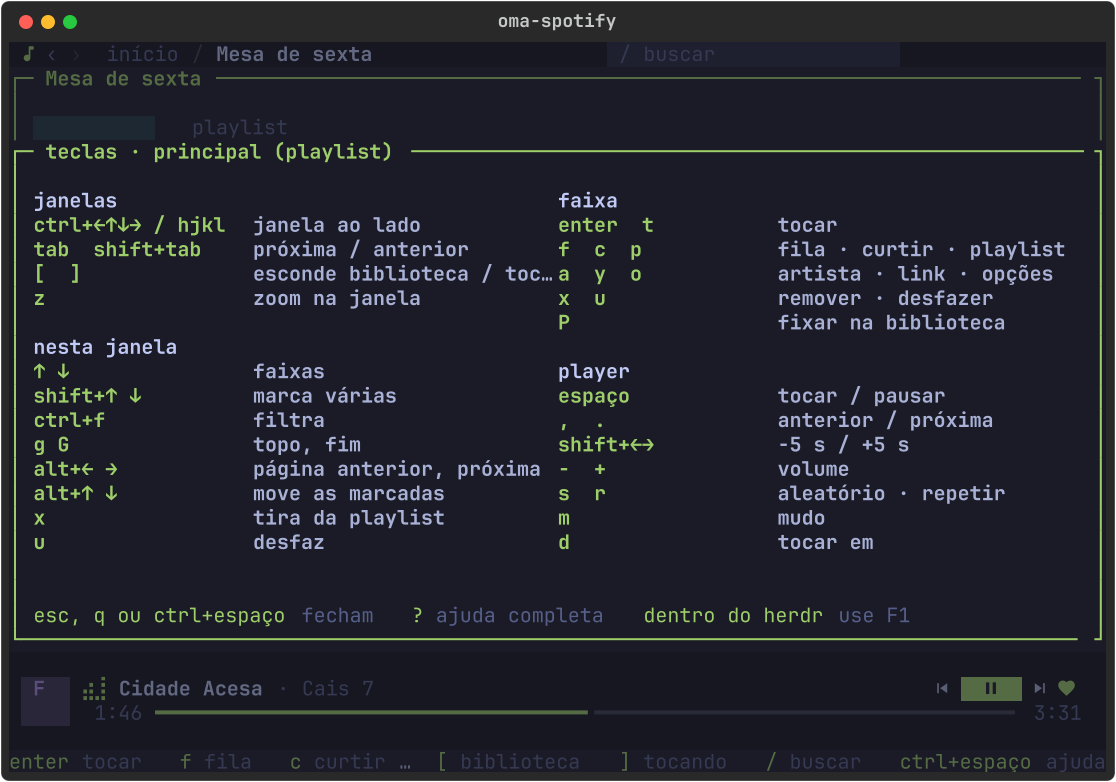 oma-spotify
início / Mesa de sexta / buscar
Mesa de sexta
playlist
teclas · principal (playlist)
janelas
ctrl+←↑↓→ / hjkl janela ao lado
tab shift+tab próxima / anterior
[ ] esconde biblioteca / toc…
z zoom na janela
nesta janela
↑ ↓ faixas
shift+↑ ↓ marca várias
ctrl+f filtra
g G topo, fim
alt+← → página anterior, próxima
alt+↑ ↓ move as marcadas
x tira da playlist
u desfaz
faixa
enter t tocar
f c p fila · curtir · playlist
a y o artista · link · opções
x u remover · desfazer
P fixar na biblioteca
player
espaço tocar / pausar
, . anterior / próxima
shift+←→ -5 s / +5 s
- + volume
s r aleatório · repetir
m mudo
d tocar em
esc, q ou ctrl+espaço fecham ? ajuda completa dentro do herdr use F1
F
Cidade Acesa · Cais 7
1:46 3:31
enter tocar f fila c curtir … [ biblioteca ] tocando / buscar ctrl+espaço ajuda